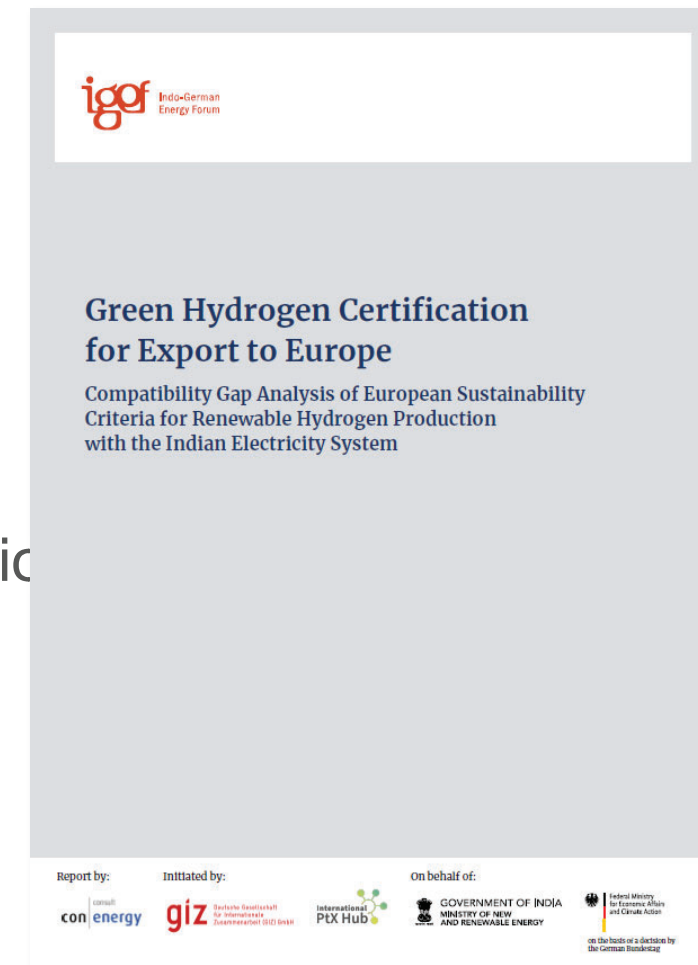 igef Indo-German
Energy Forum
Green Hydrogen Certification
for Export to Europe
Compatibility Gap Analysis of European Sustainability
Criteria for Renewable Hydrogen Production
with the Indian Electricity System
ic
Report by:
Initiated by:
On behalf of:
consult
con energy
giz Deutsche Gesellschaft
für Internationale
Zusammenarbeit (GIZ) GmbH
International
PtX Hub
GOVERNMENT OF INDIA
MINISTRY OF NEW
AND RENEWABLE ENERGY
Federal Ministry
for Economic Affairs
and Climate Action
on the basis of a decision by
the German Bundestag